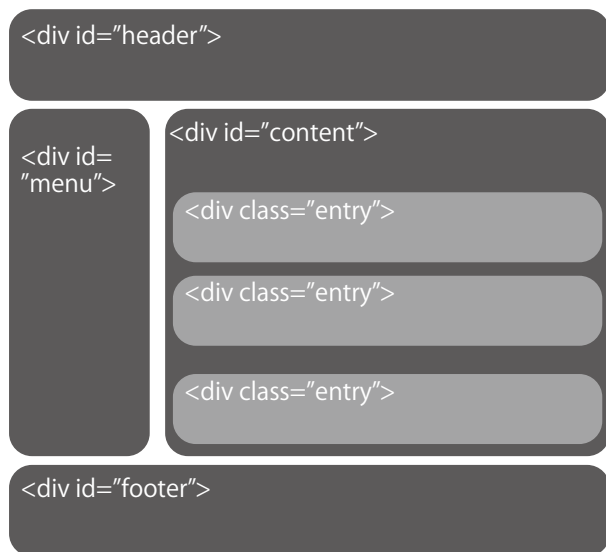 <div id="header">
<div id=
"menu">
<div id="content">
<div class="entry">
<div class="entry">
<div class="entry">
<div id="footer">